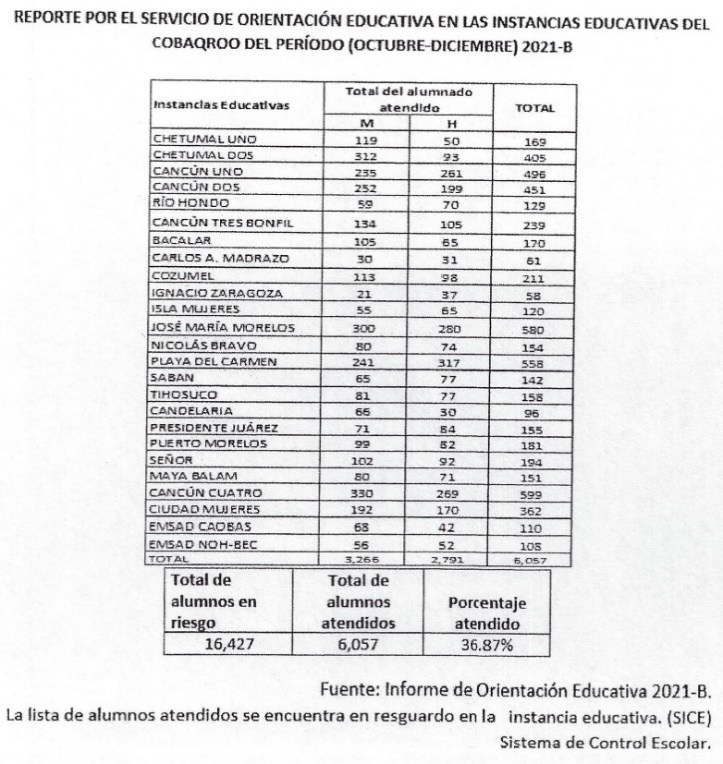 REPORTE POR EL SERVICIO DE ORIENTACIÓN EDUCATIVA EN LAS INSTANCIAS EDUCATIVAS DEL
COBAQROO DEL PERÍODO (OCTUBRE-DICIEMBRE) 2021-B
Instancias Educativas Total del alumnado atendido TOTAL
M H
CHETUMAL UNO 119 50 169
CHETUMAL DOS 312 93 405
CANCÚN UNO 235 261 496
CANCÚN DOS 252 199 451
RÍO HONDO 59 70 129
CANCÚN TRES BONFIL 134 105 239
BACALAR 105 65 170
CARLOS A. MADRAZO 30 31 61
COZUMEL 113 98 211
IGNACIO ZARAGOZA 21 37 58
ISLA MUJERES 55 65 120
JOSÉ MARÍA MORELOS 300 280 580
NICOLÁS BRAVO 80 74 154
PLAYA DEL CARMEN 241 317 558
SABAN 65 77 142
TIHOSUCO 81 77 158
CANDELARIA 66 30 96
PRESIDENTE JUÁREZ 71 84 155
PUERTO MORELOS 99 82 181
SEÑOR 102 92 194
MAYA BALAM 80 71 151
CANCÚN CUATRO 330 269 599
CIUDAD MUJERES 192 170 362
EMSAD CAOBAS 68 42 110
EMSAD NOH-BEC 56 52 108
TOTAL 3,266 2,791 6,057
Total de alumnos en riesgo Total de alumnos atendidos Porcentaje atendido
16,427 6,057 36.87%
Fuente: Informe de Orientación Educativa 2021-B.
La lista de alumnos atendidos se encuentra en resguardo en la instancia educativa. (SICE)
Sistema de Control Escolar.